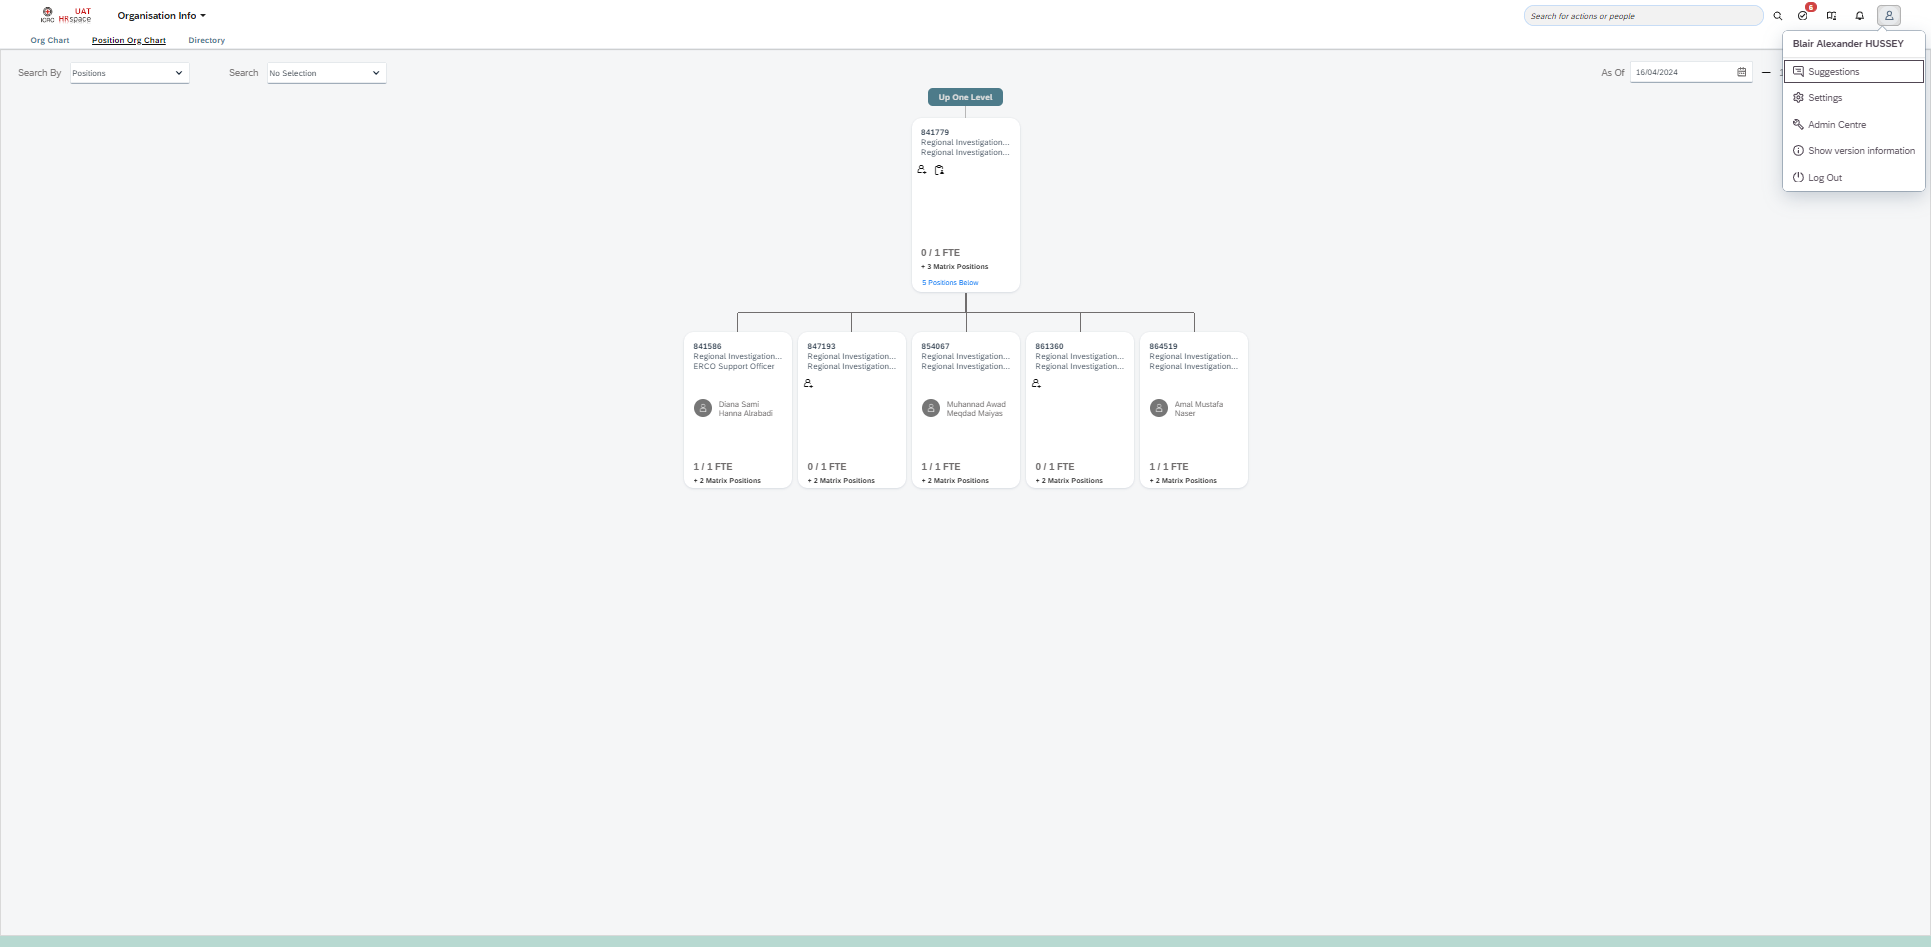 ICRC
UAT
HRspace
Organisation Info
Search for actions or people
6
Org Chart
Position Org Chart
Directory
Blair Alexander HUSSEY
Suggestions
Settings
Admin Centre
Show version information
Log Out
Search By
Positions
Search
No Selection
As Of
16/04/2024
Up One Level
841779
Regional Investigation...
Regional Investigation...
0 / 1 FTE
+ 3 Matrix Positions
5 Positions Below
841586
Regional Investigation...
ERCO Support Officer
Diana Sami
Hanna Alrabadi
1 / 1 FTE
+ 2 Matrix Positions
847193
Regional Investigation...
Regional Investigation...
0 / 1 FTE
+ 2 Matrix Positions
854067
Regional Investigation...
Regional Investigation...
Muhannad Awad
Meqdad Maiyas
1 / 1 FTE
+ 2 Matrix Positions
861360
Regional Investigation...
Regional Investigation...
0 / 1 FTE
+ 2 Matrix Positions
864519
Regional Investigation...
Regional Investigation...
Amal Mustafa
Naser
1 / 1 FTE
+ 2 Matrix Positions